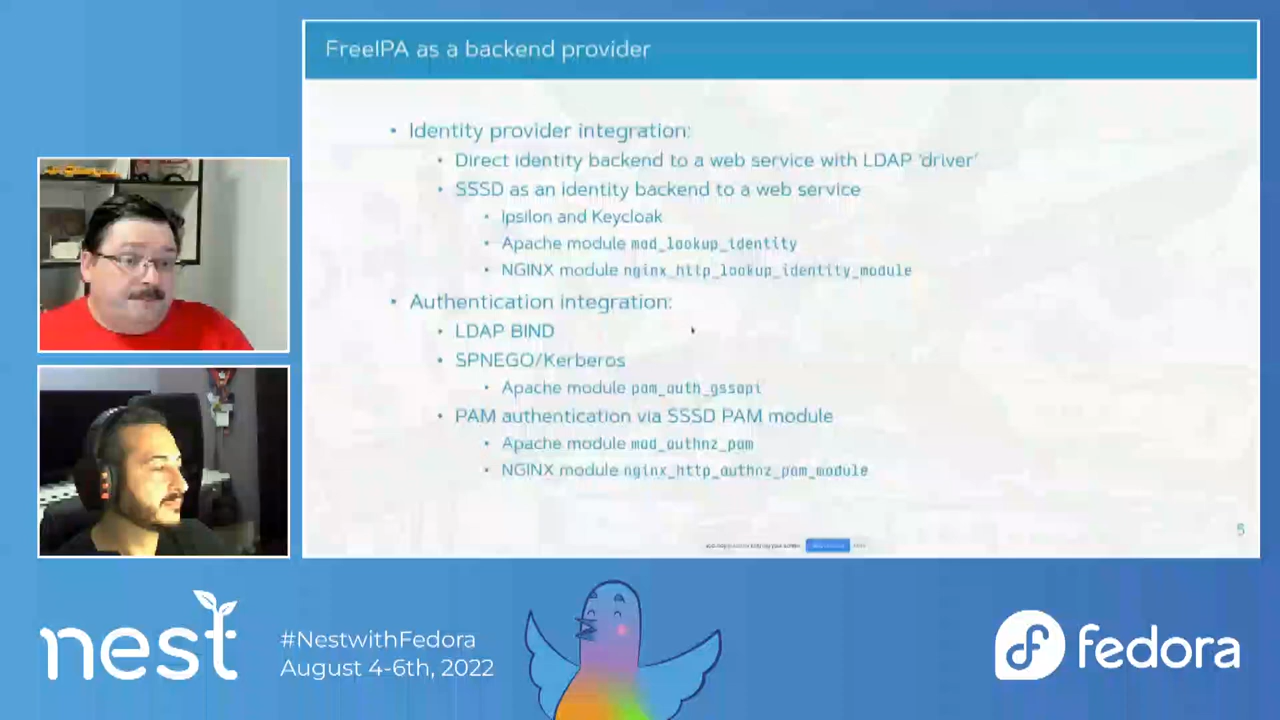 FreeIPA as a backend provider
• Identity provider integration:
• Direct identity backend to a web service with LDAP 'driver'
• SSSD as an identity backend to a web service
• Ipsilon and Keycloak
• Apache module mod_lookup_identity
• NGINX module nginx_http_lookup_identity_module
• Authentication integration:
• LDAP BIND
• SPNEGO/Kerberos
• Apache module pam_auth_gssapi
• PAM authentication via SSSD PAM module
• Apache module mod_authnz_pam
• NGINX module nginx_http_authnz_pam_module
5
nest
#NestwithFedora
August 4-6th, 2022
fedora